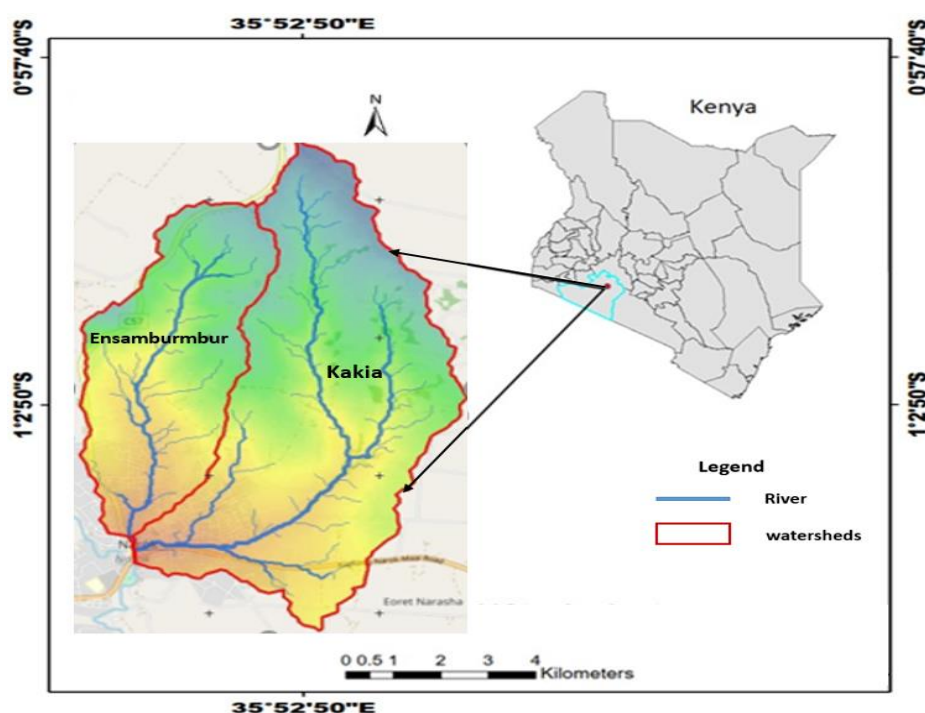 35°52'50"E
0°57'40"S
0°57'40"S
N
Kenya
C57
Ensamburmbur
Kakia
1°2'50"S
1°2'50"S
Legend
River
watersheds
Eoret Narasha
0 0.5 1 2 3 4
Kilometers
35°52'50"E